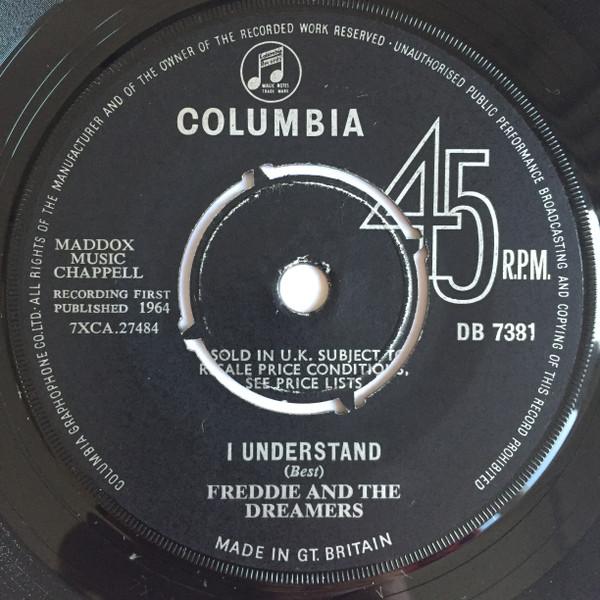 COLUMBIA GRAPHOPHONE CO. LTD. · ALL RIGHTS OF THE MANUFACTURER AND OF THE OWNER OF THE RECORDED WORK RESERVED · UNAUTHORISED PUBLIC PERFORMANCE BROADCASTING AND COPYING OF THIS RECORD PROHIBITED
MAGIC NOTES
TRADE MARK
COLUMBIA
45 R.P.M.
MADDOX
MUSIC
CHAPPELL
RECORDING FIRST
PUBLISHED 1964
7XCA.27484
DB 7381
SOLD IN U.K. SUBJECT TO
RESALE PRICE CONDITIONS,
SEE PRICE LISTS
I UNDERSTAND
(Best)
FREDDIE AND THE
DREAMERS
MADE IN GT. BRITAIN